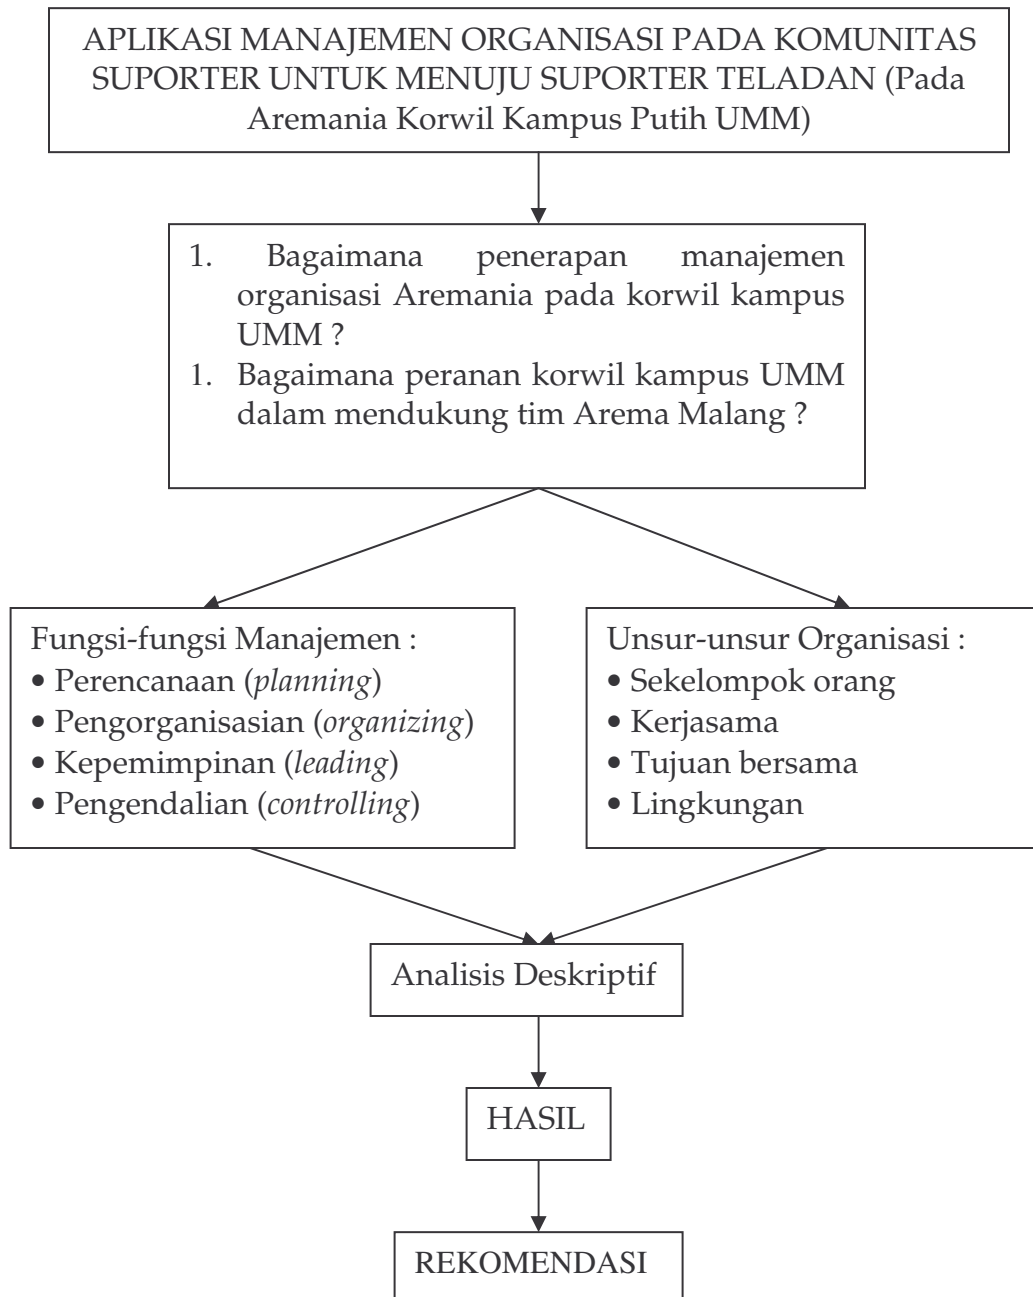 APLIKASI MANAJEMEN ORGANISASI PADA KOMUNITAS
SUPORTER UNTUK MENUJU SUPORTER TELADAN (Pada
Aremania Korwil Kampus Putih UMM)
1. Bagaimana penerapan manajemen
organisasi Aremania pada korwil kampus
UMM ?
1. Bagaimana peranan korwil kampus UMM
dalam mendukung tim Arema Malang ?
Fungsi-fungsi Manajemen :
• Perencanaan (planning)
• Pengorganisasian (organizing)
• Kepemimpinan (leading)
• Pengendalian (controlling)
Unsur-unsur Organisasi :
• Sekelompok orang
• Kerjasama
• Tujuan bersama
• Lingkungan
Analisis Deskriptif
HASIL
REKOMENDASI